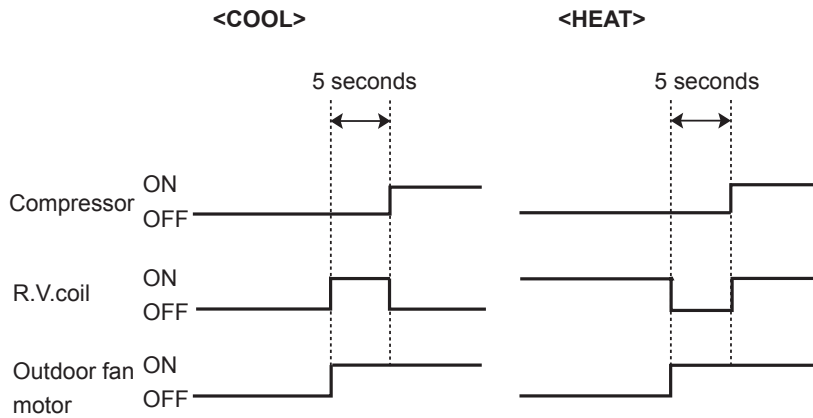 <COOL>
<HEAT>
5 seconds
5 seconds
Compressor
ON
OFF
R.V.coil
ON
OFF
Outdoor fan
motor
ON
OFF